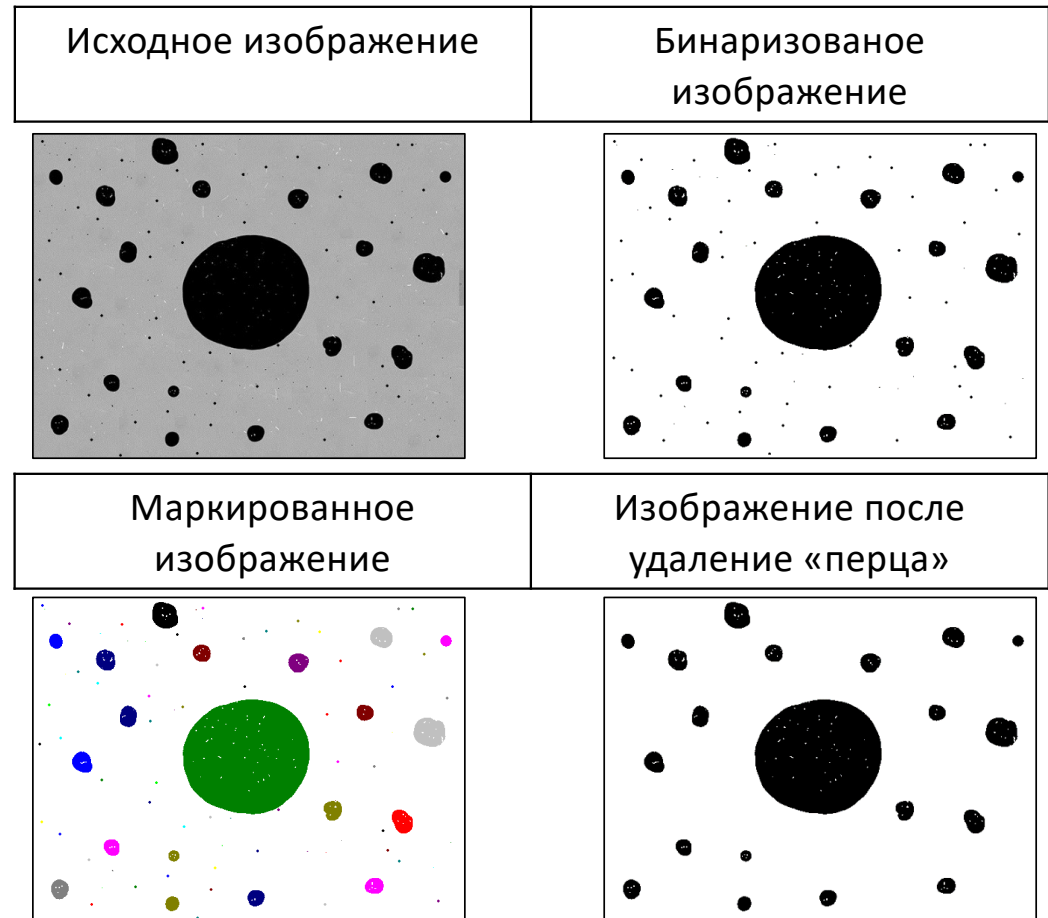 Исходное изображение
Бинаризованое
изображение
Маркированное
изображение
Изображение после
удаление «перца»